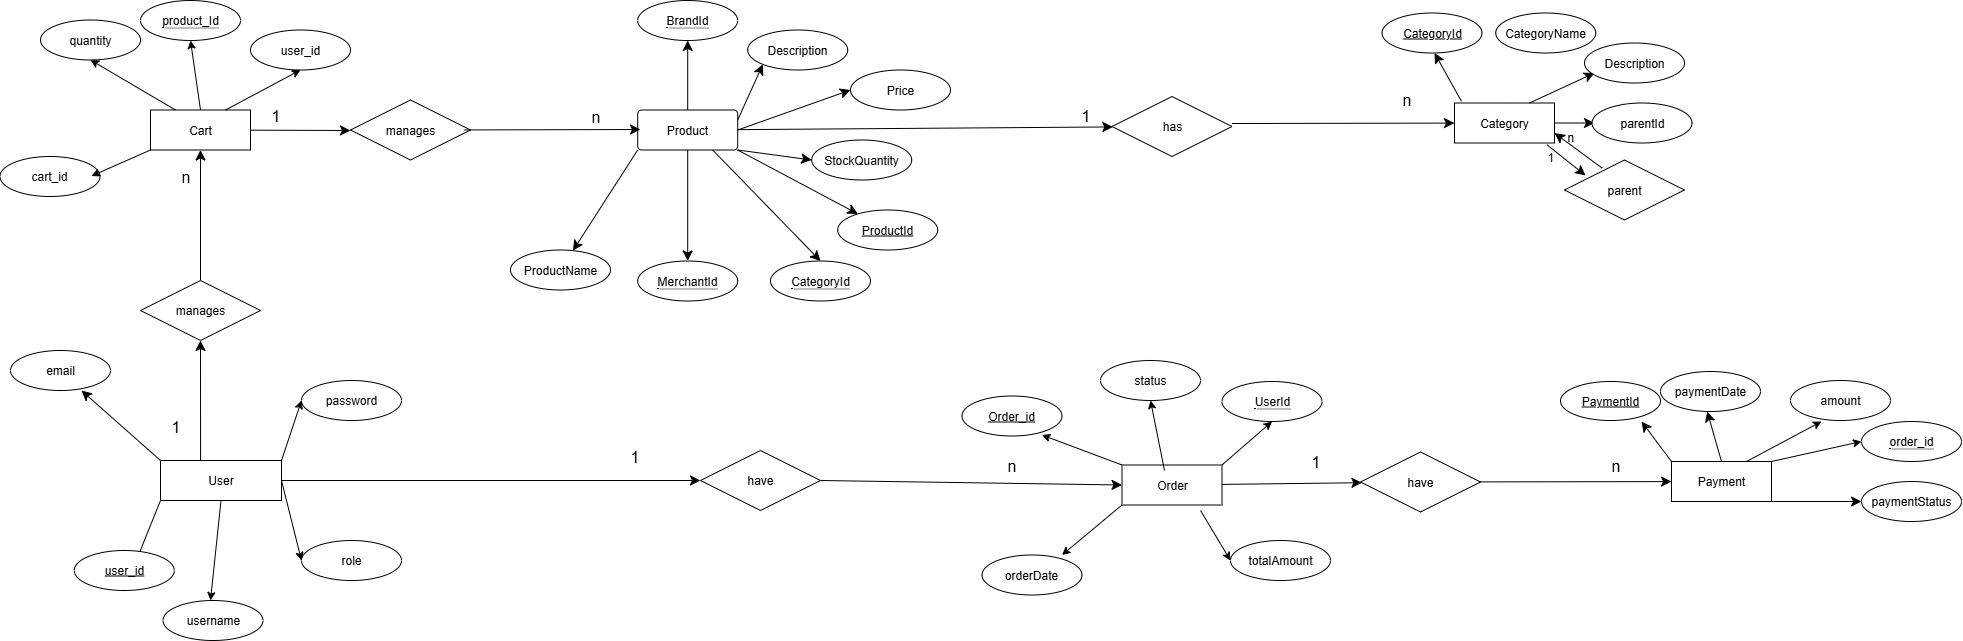 quantity
product_Id
user_id
Cart
cart_id
1
manages
n
BrandId
Description
Price
Product
StockQuantity
ProductId
ProductName
MerchantId
CategoryId
1
has
n
CategoryId
CategoryName
Description
Category
parentId
n
1
parent
n
manages
1
email
password
User
user_id
username
role
1
have
n
Order_id
status
UserId
Order
orderDate
totalAmount
1
have
n
PaymentId
paymentDate
amount
order_id
Payment
paymentStatus